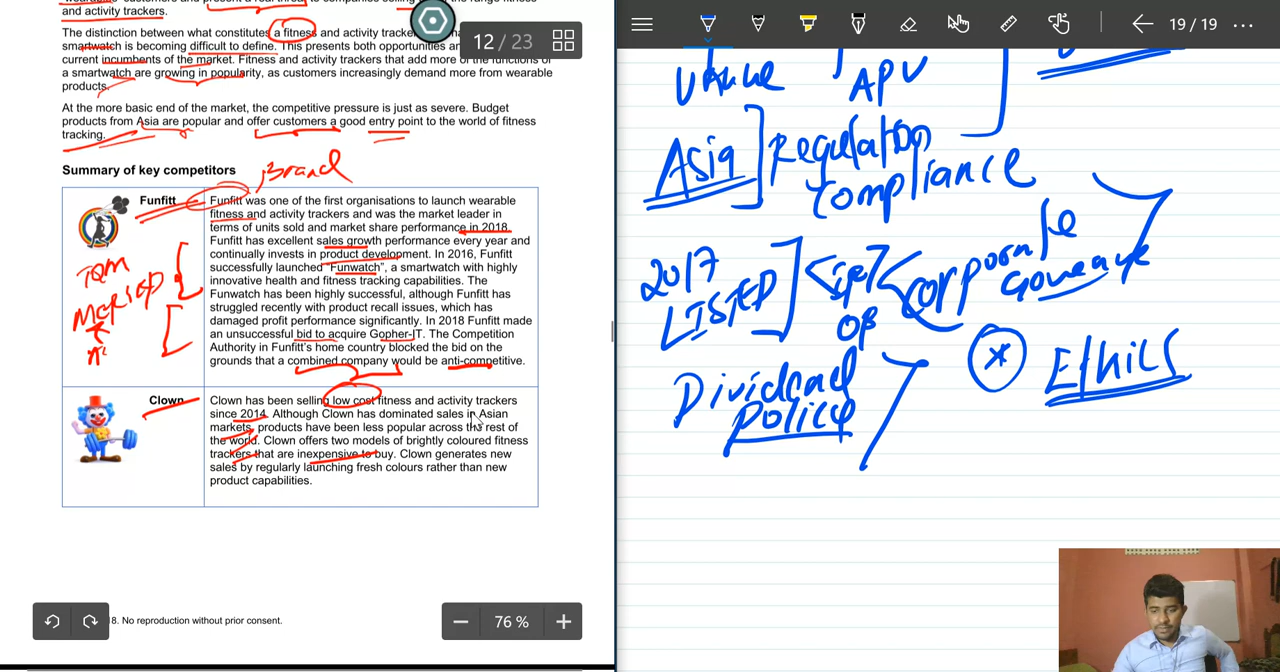 and activity trackers.
The distinction between what constitutes a fitness and activity tracke
smartwatch is becoming difficult to define. This presents both opportunities an
current incumbents of the market. Fitness and activity trackers that add more of the functions of
a smartwatch are growing in popularity, as customers increasingly demand more from wearable
products.
At the more basic end of the market, the competitive pressure is just as severe. Budget
products from Asia are popular and offer customers a good entry point to the world of fitness
tracking.
Summary of key competitors
, Brand
Funfitt
Funfitt was one of the first organisations to launch wearable
fitness and activity trackers and was the market leader in
terms of units sold and market share performance in 2018.
Funfitt has excellent sales growth performance every year and
continually invests in product development. In 2016, Funfitt
successfully launched "Funwatch", a smartwatch with highly
innovative health and fitness tracking capabilities. The
Funwatch has been highly successful, although Funfitt has
struggled recently with product recall issues, which has
damaged profit performance significantly. In 2018 Funfitt made
an unsuccessful bid to acquire Gopher-IT. The Competition
Authority in Funfitt's home country blocked the bid on the
grounds that a combined company would be anti-competitive.
TQM
Clown
Clown has been selling low cost fitness and activity trackers
since 2014. Although Clown has dominated sales in Asian
markets, products have been less popular across the rest of
the world. Clown offers two models of brightly coloured fitness
trackers that are inexpensive to buy. Clown generates new
sales by regularly launching fresh colours rather than new
product capabilities.
8. No reproduction without prior consent.
12 / 23
76 %
19 / 19
Value
APV
Asia
Regulation
Compliance
2017
LISTED
Corporate
Governance
Dividend
Policy
Ethics